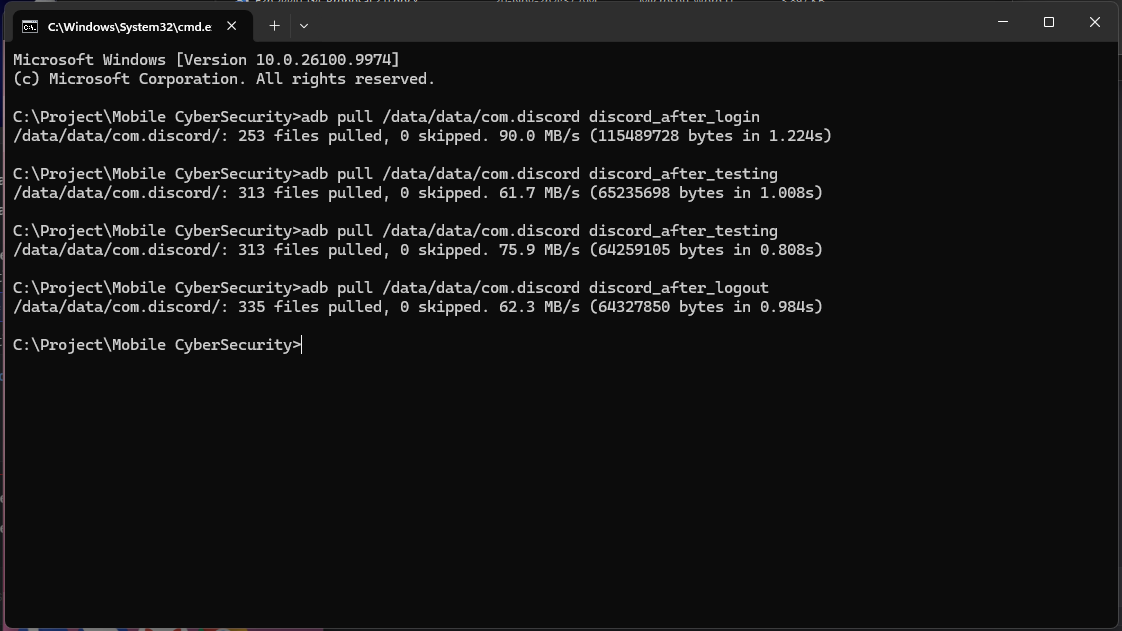 C:\Windows\System32\cmd.e
Microsoft Windows [Version 10.0.26100.9974]
(c) Microsoft Corporation. All rights reserved.
C:\Project\Mobile CyberSecurity>adb pull /data/data/com.discord discord_after_login
/data/data/com.discord/: 253 files pulled, 0 skipped. 90.0 MB/s (115489728 bytes in 1.224s)
C:\Project\Mobile CyberSecurity>adb pull /data/data/com.discord discord_after_testing
/data/data/com.discord/: 313 files pulled, 0 skipped. 61.7 MB/s (65235698 bytes in 1.008s)
C:\Project\Mobile CyberSecurity>adb pull /data/data/com.discord discord_after_testing
/data/data/com.discord/: 313 files pulled, 0 skipped. 75.9 MB/s (64259105 bytes in 0.808s)
C:\Project\Mobile CyberSecurity>adb pull /data/data/com.discord discord_after_logout
/data/data/com.discord/: 335 files pulled, 0 skipped. 62.3 MB/s (64327850 bytes in 0.984s)
C:\Project\Mobile CyberSecurity>